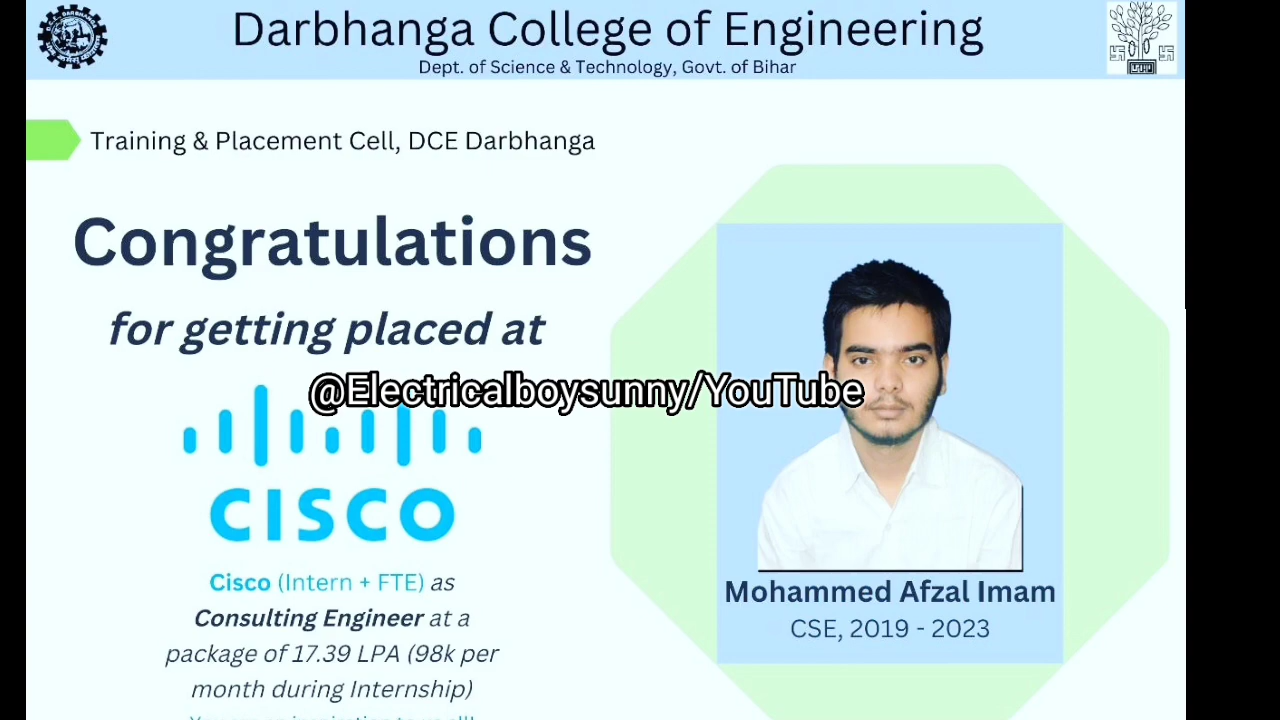 Darbhanga College of Engineering
Dept. of Science & Technology, Govt. of Bihar
Training & Placement Cell, DCE Darbhanga
Congratulations
for getting placed at
@Electricalboysunny/YouTube
CISCO
Cisco (Intern + FTE) as
Consulting Engineer at a
package of 17.39 LPA (98k per
month during Internship)
Mohammed Afzal Imam
CSE, 2019 - 2023